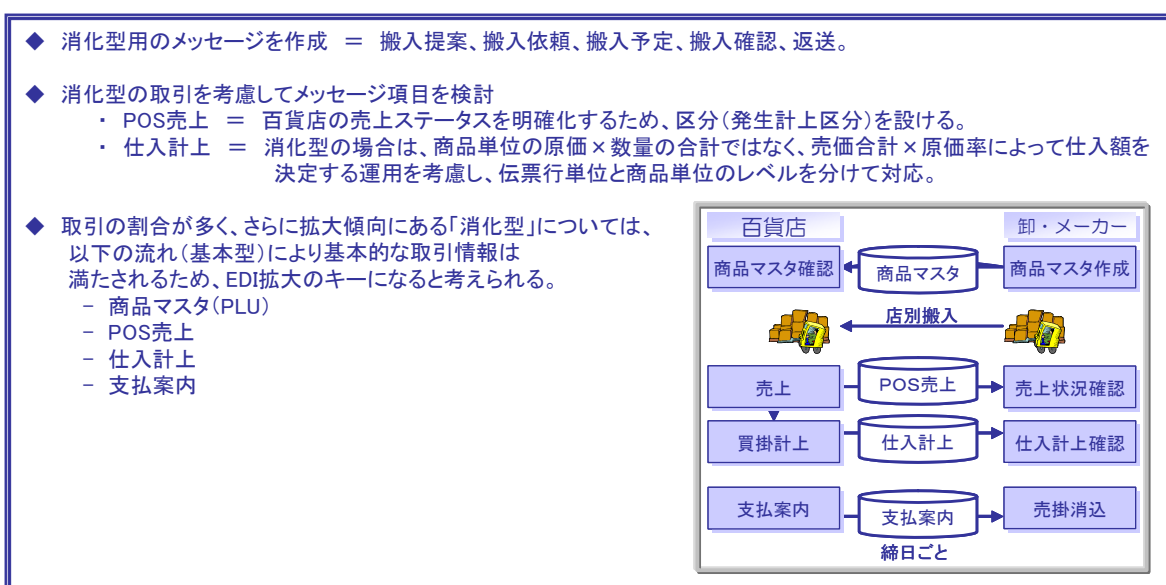 ◆ 消化型用のメッセージを作成 = 搬入提案、搬入依頼、搬入予定、搬入確認、返送。
◆ 消化型の取引を考慮してメッセージ項目を検討
・ POS売上 = 百貨店の売上ステータスを明確化するため、区分(発生計上区分)を設ける。
・ 仕入計上 = 消化型の場合は、商品単位の原価×数量の合計ではなく、売価合計×原価率によって仕入額を
決定する運用を考慮し、伝票行単位と商品単位のレベルを分けて対応。
◆ 取引の割合が多く、さらに拡大傾向にある「消化型」については、
以下の流れ(基本型)により基本的な取引情報は
満たされるため、EDI拡大のキーになると考えられる。
- 商品マスタ(PLU)
- POS売上
- 仕入計上
- 支払案内
百貨店 卸・メーカー
商品マスタ確認 商品マスタ 商品マスタ作成
店別搬入
売上 POS売上 売上状況確認
買掛計上 仕入計上 仕入計上確認
支払案内 支払案内 売掛消込
締日ごと